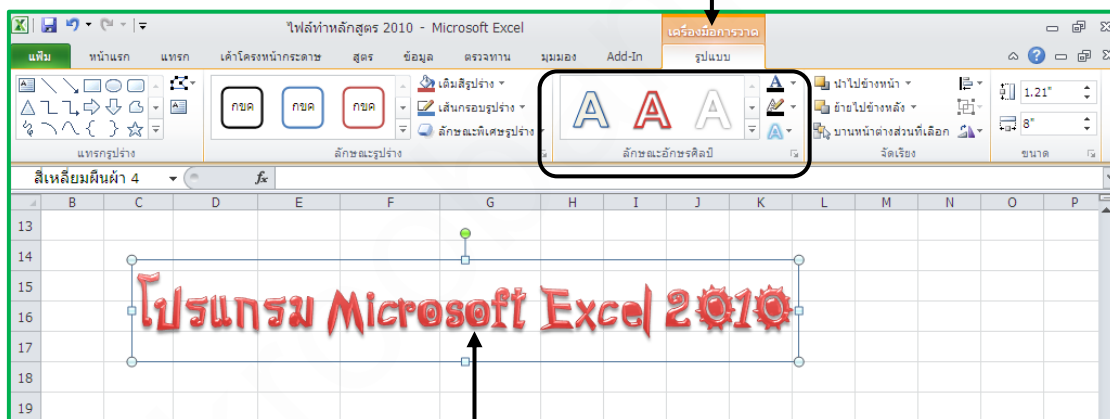 ไฟล์ทำหลักสูตร 2010 - Microsoft Excel
เครื่องมือการวาด
แฟ้ม หน้าแรก แทรก เค้าโครงหน้ากระดาษ สูตร ข้อมูล ตรวจทาน มุมมอง Add-In รูปแบบ
กขค กขค กขค
เติมสีรูปร่าง
เส้นกรอบรูปร่าง
ลักษณะพิเศษรูปร่าง
A A A A A
นำไปข้างหน้า
ย้ายไปข้างหลัง
บานหน้าต่างส่วนที่เลือก
1.21"
8"
แทรกรูปร่าง ลักษณะรูปร่าง ลักษณะอักษรศิลป์ จัดเรียง ขนาด
สี่เหลี่ยมผืนผ้า 4 fx
B C D E F G H I J K L M N O P
13
14
15
16
17
18
19
โปรแกรม Microsoft Excel 2010